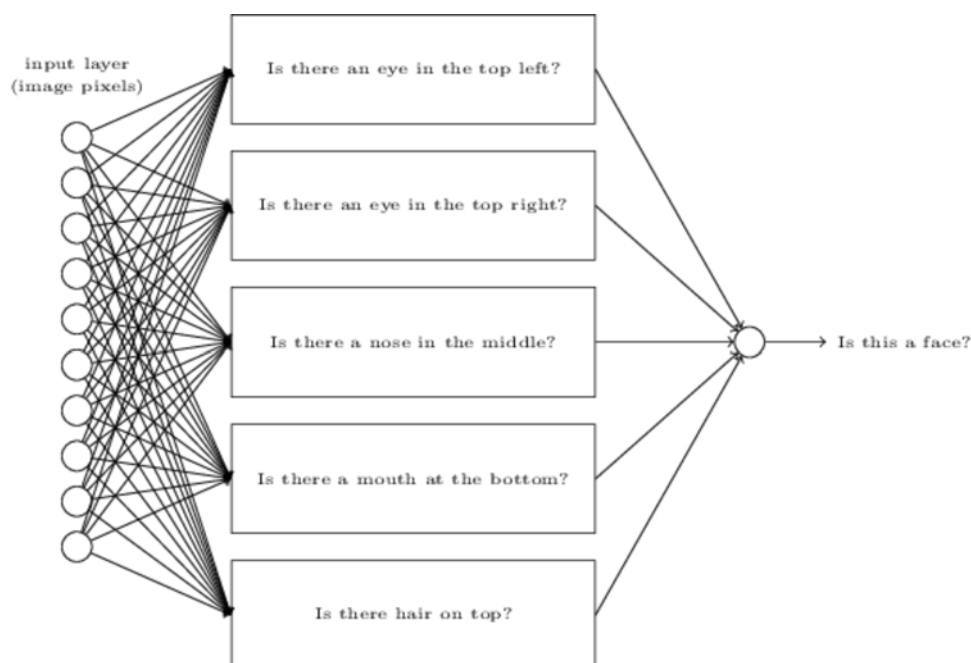 input layer
(image pixels)
Is there an eye in the top left?
Is there an eye in the top right?
Is there a nose in the middle?
Is there a mouth at the bottom?
Is there hair on top?
Is this a face?